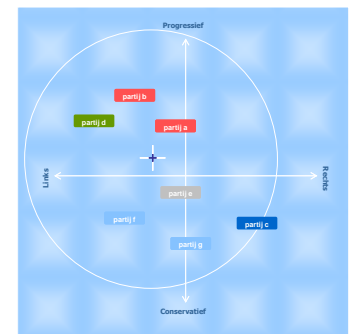 Progressief
partij b
partij d
partij a
Links
Rechts
partij e
partij f
partij c
partij g
Conservatief